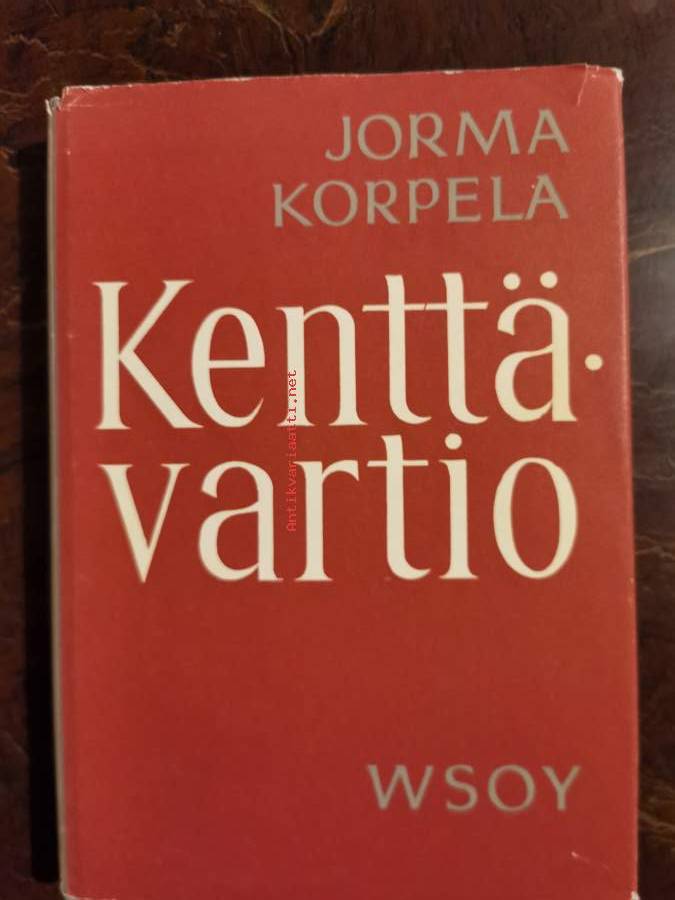 JORMA
KORPELA
Kenttä·
vartio
Antikvariaatti.net
WSOY